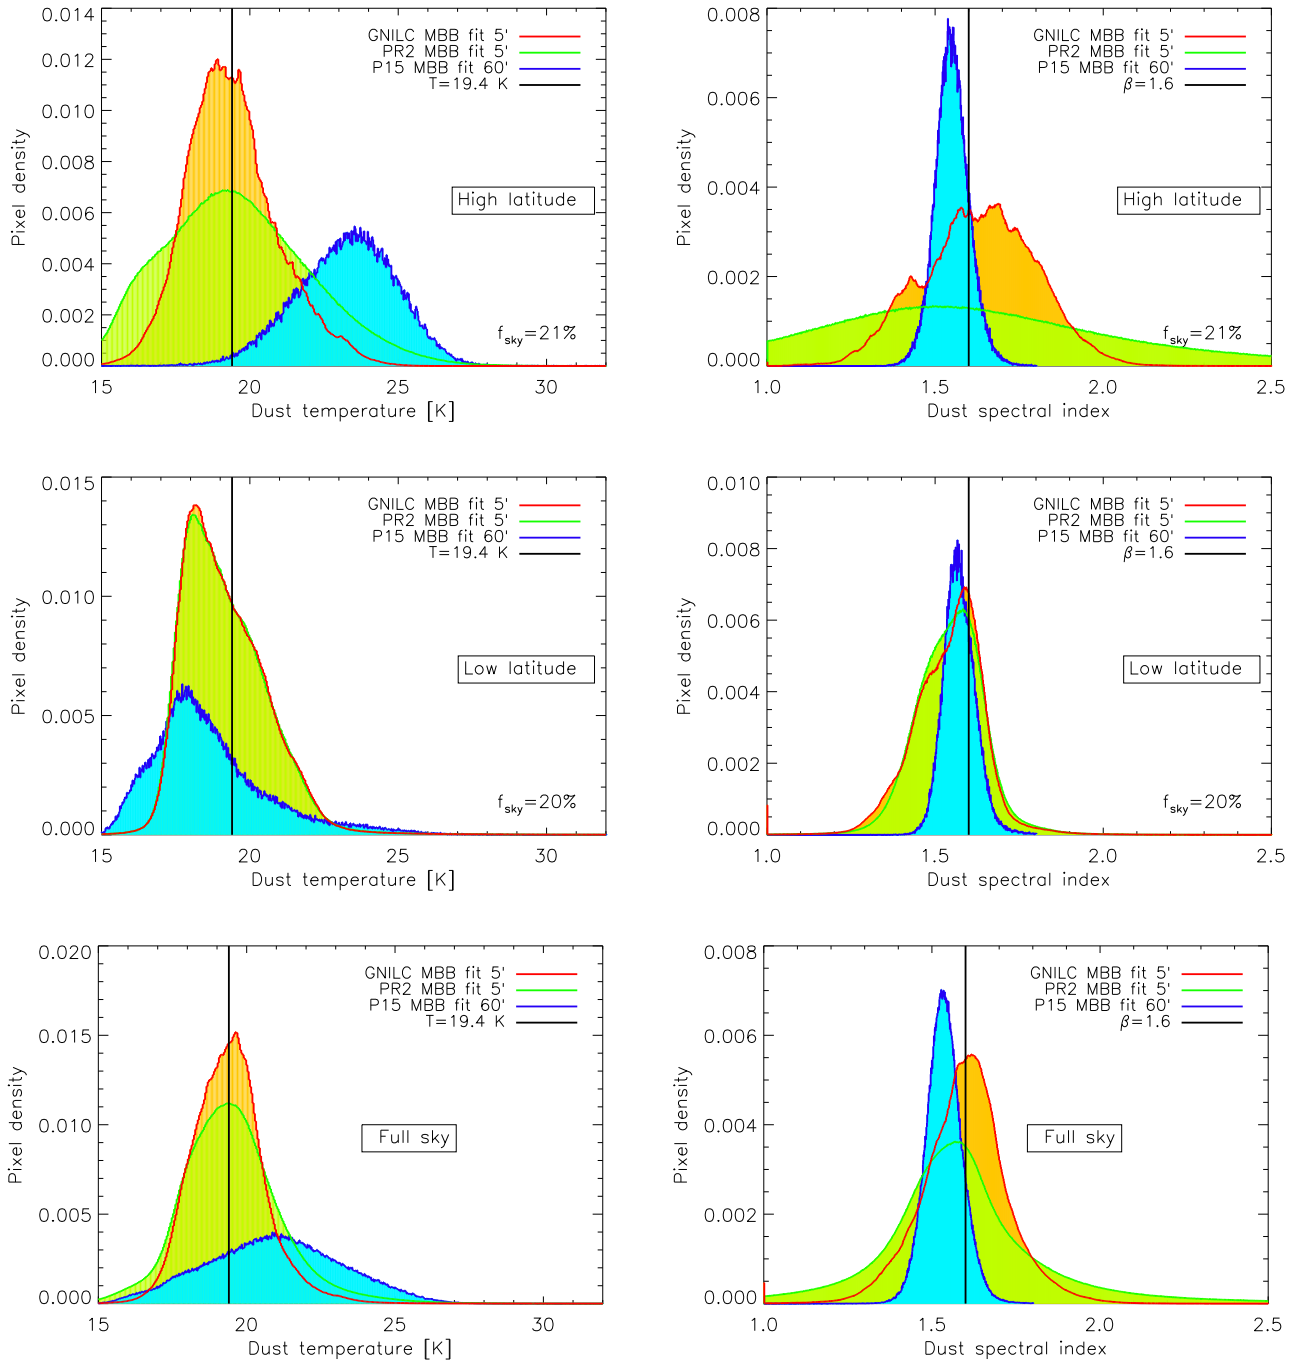 0.014
0.012
0.010
0.008
0.006
0.004
0.002
0.000
Pixel density
GNILC MBB fit 5'
PR2 MBB fit 5'
P15 MBB fit 60'
T=19.4 K
High latitude
fsky=21%
15 20 25 30
Dust temperature [K]
0.008
0.006
0.004
0.002
0.000
Pixel density
GNILC MBB fit 5'
PR2 MBB fit 5'
P15 MBB fit 60'
β=1.6
High latitude
fsky=21%
1.0 1.5 2.0 2.5
Dust spectral index
0.015
0.010
0.005
0.000
Pixel density
GNILC MBB fit 5'
PR2 MBB fit 5'
P15 MBB fit 60'
T=19.4 K
Low latitude
fsky=20%
15 20 25 30
Dust temperature [K]
0.010
0.008
0.006
0.004
0.002
0.000
Pixel density
GNILC MBB fit 5'
PR2 MBB fit 5'
P15 MBB fit 60'
β=1.6
Low latitude
fsky=20%
1.0 1.5 2.0 2.5
Dust spectral index
0.020
0.015
0.010
0.005
0.000
Pixel density
GNILC MBB fit 5'
PR2 MBB fit 5'
P15 MBB fit 60'
T=19.4 K
Full sky
15 20 25 30
Dust temperature [K]
0.008
0.006
0.004
0.002
0.000
Pixel density
GNILC MBB fit 5'
PR2 MBB fit 5'
P15 MBB fit 60'
β=1.6
Full sky
1.0 1.5 2.0 2.5
Dust spectral index